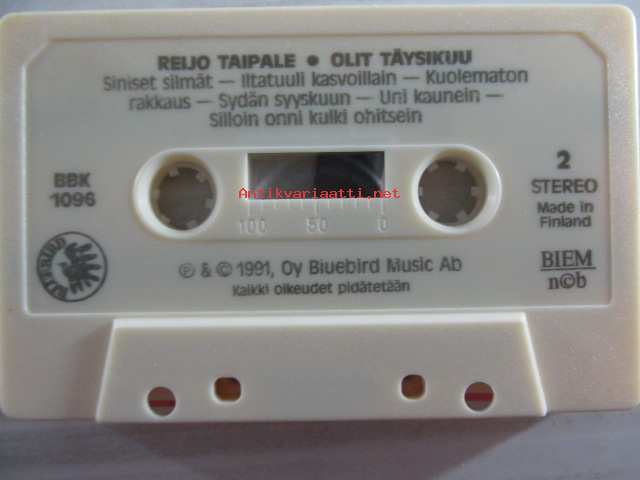 REIJO TAIPALE • OLIT TÄYSIKUU
Siniset silmät — Iltatuuli kasvoillain — Kuolematon
rakkaus — Sydän syyskuun — Uni kaunein —
Silloin onni kulki ohitsein
BBK
1096
2
STEREO
Made in
Finland
Antikvariaatti.net
100 50 0
BLUEBIRD
BIEM
n©b
℗ & © 1991, Oy Bluebird Music Ab
Kaikki oikeudet pidätetään